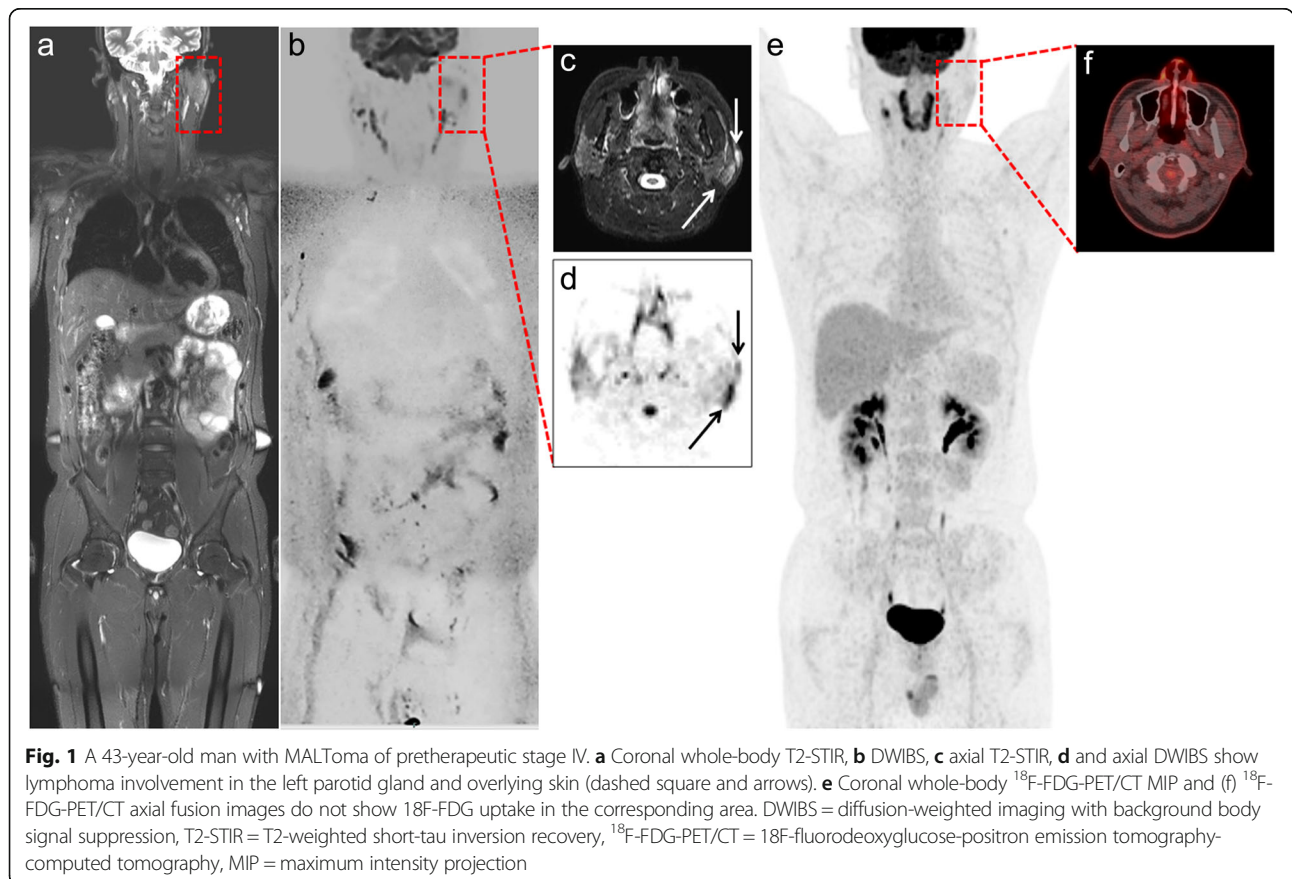 a
b
c
d
e
f
Fig. 1 A 43-year-old man with MALToma of pretherapeutic stage IV. a Coronal whole-body T2-STIR, b DWIBS, c axial T2-STIR, d and axial DWIBS show
lymphoma involvement in the left parotid gland and overlying skin (dashed square and arrows). e Coronal whole-body ¹⁸F-FDG-PET/CT MIP and (f) ¹⁸F-
FDG-PET/CT axial fusion images do not show 18F-FDG uptake in the corresponding area. DWIBS = diffusion-weighted imaging with background body
signal suppression, T2-STIR = T2-weighted short-tau inversion recovery, ¹⁸F-FDG-PET/CT = 18F-fluorodeoxyglucose-positron emission tomography-
computed tomography, MIP = maximum intensity projection